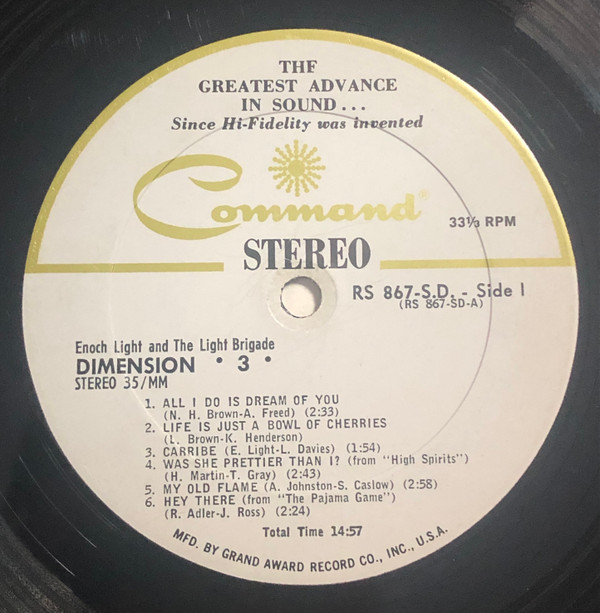 THE
GREATEST ADVANCE
IN SOUND...
Since Hi-Fidelity was invented
Command®
33⅓ RPM
STEREO
RS 867-S.D. - Side 1
(RS 867-SD-A)
Enoch Light and The Light Brigade
DIMENSION • 3 •
STEREO 35/MM
1. ALL I DO IS DREAM OF YOU
(N. H. Brown-A. Freed) (2:33)
2. LIFE IS JUST A BOWL OF CHERRIES
(L. Brown-K. Henderson)
3. CARRIBE (E. Light-L. Davies) (1:54)
4. WAS SHE PRETTIER THAN I? (from "High Spirits")
(H. Martin-T. Gray) (2:43)
5. MY OLD FLAME (A. Johnston-S. Caslow) (2:58)
6. HEY THERE (from "The Pajama Game")
(R. Adler-J. Ross) (2:24)
Total Time 14:57
MFD. BY GRAND AWARD RECORD CO., INC., U.S.A.